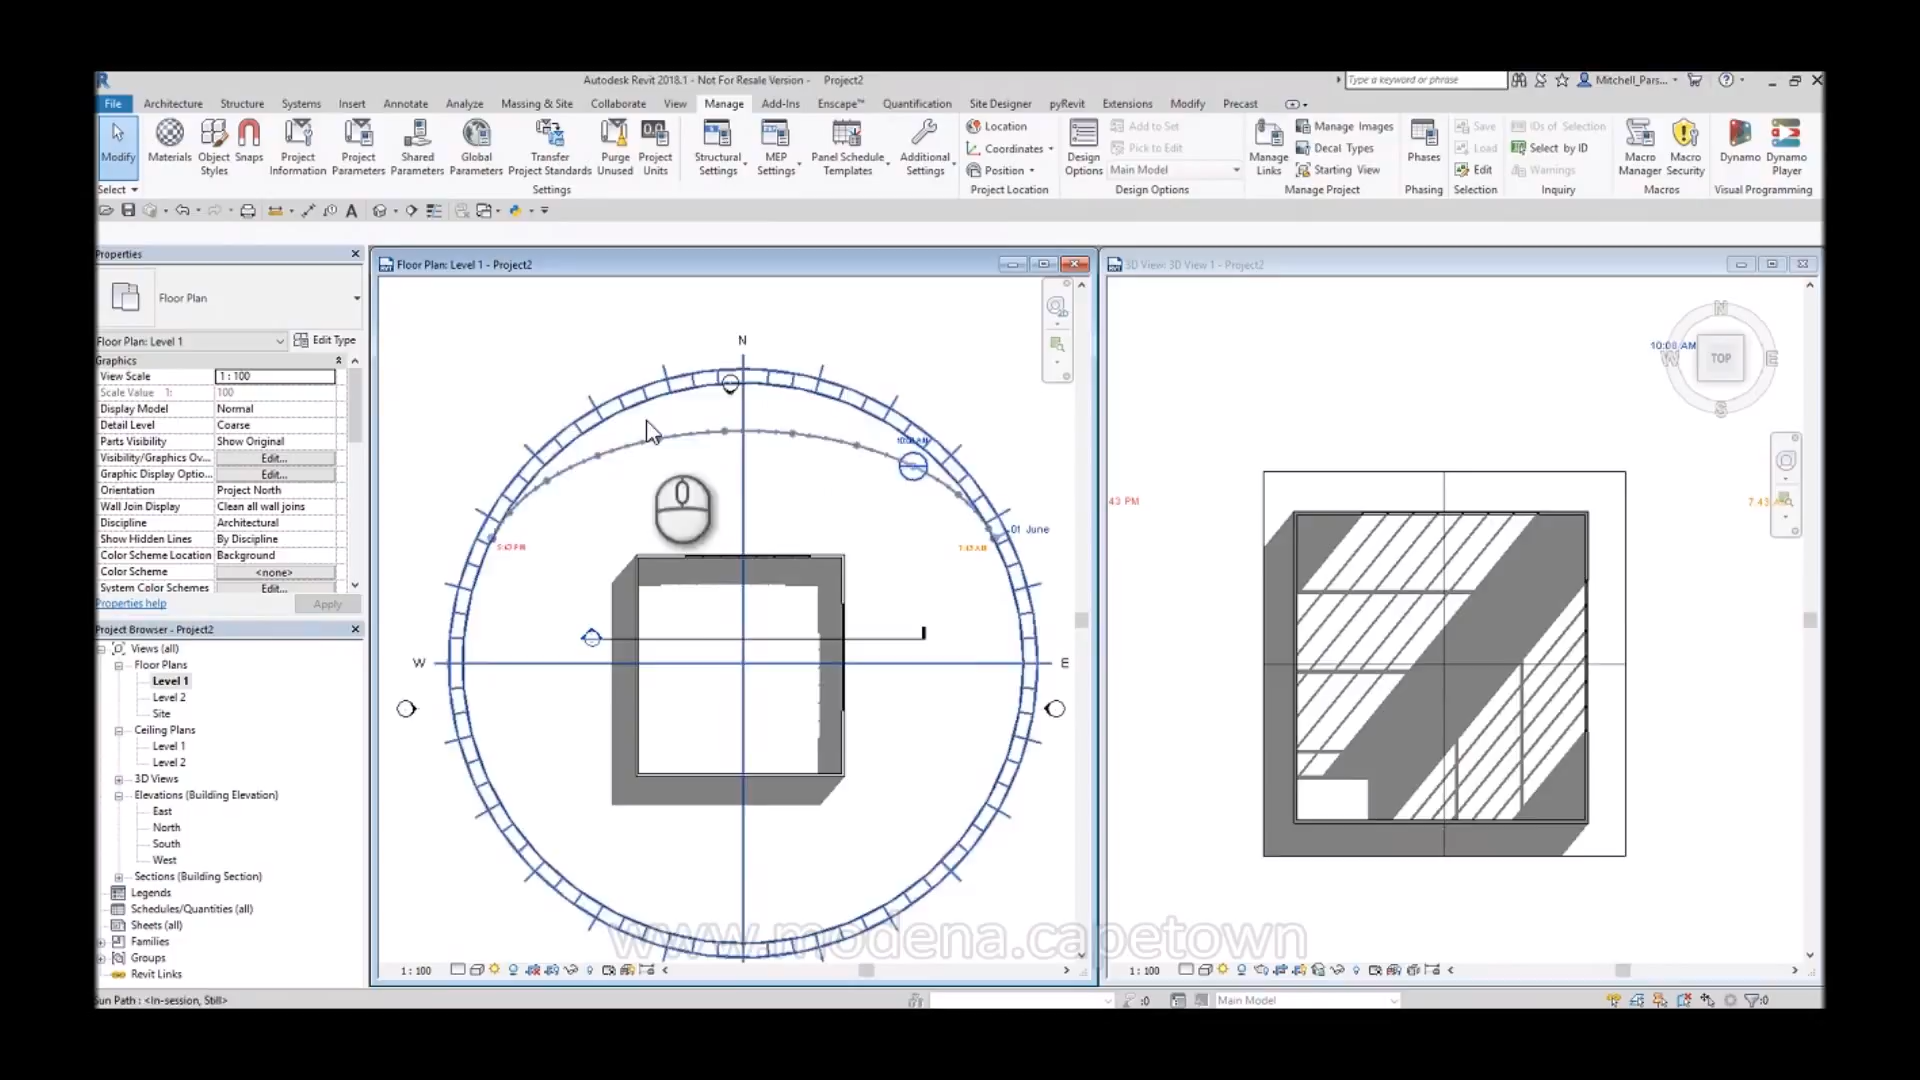 Autodesk Revit 2018.1 - Not For Resale Version - Project2
Type a keyword or phrase
Mitchell_Pars...
File Architecture Structure Systems Insert Annotate Analyze Massing & Site Collaborate View Manage Add-Ins Enscape™ Quantification Site Designer pyRevit Extensions Modify Precast
Modify
Materials
Object Styles
Snaps
Project Information
Project Parameters
Shared Parameters
Global Parameters
Transfer Project Standards
Purge Unused
Project Units
Structural Settings
MEP Settings
Panel Schedule Templates
Additional Settings
Location
Coordinates
Position
Design Options
Add to Set
Pick to Edit
Main Model
Manage Links
Manage Images
Decal Types
Starting View
Phases
Save
Load
Edit
IDs of Selection
Select by ID
Warnings
Macro Manager
Macro Security
Dynamo
Dynamo Player
Select Settings Project Location Design Options Manage Project Phasing Selection Inquiry Macros Visual Programming
Properties
Floor Plan
Floor Plan: Level 1
Edit Type
Graphics
View Scale 1 : 100
Scale Value 1: 100
Display Model Normal
Detail Level Coarse
Parts Visibility Show Original
Visibility/Graphics Ov... Edit...
Graphic Display Optio... Edit...
Orientation Project North
Wall Join Display Clean all wall joins
Discipline Architectural
Show Hidden Lines By Discipline
Color Scheme Location Background
Color Scheme <none>
System Color Schemes Edit...
Properties help
Apply
Project Browser - Project2
Views (all)
Floor Plans
Level 1
Level 2
Site
Ceiling Plans
Level 1
Level 2
3D Views
Elevations (Building Elevation)
East
North
South
West
Sections (Building Section)
Legends
Schedules/Quantities (all)
Sheets (all)
Families
Groups
Revit Links
Floor Plan: Level 1 - Project2
N
01 June
W
E
1 : 100
3D View: 3D View 1 - Project2
10:08 AM
N
W
TOP
E
S
43 PM
7:43
1 : 100
www.modena.capetown
Sun Path : <In-session, Still>
:0
Main Model
:0